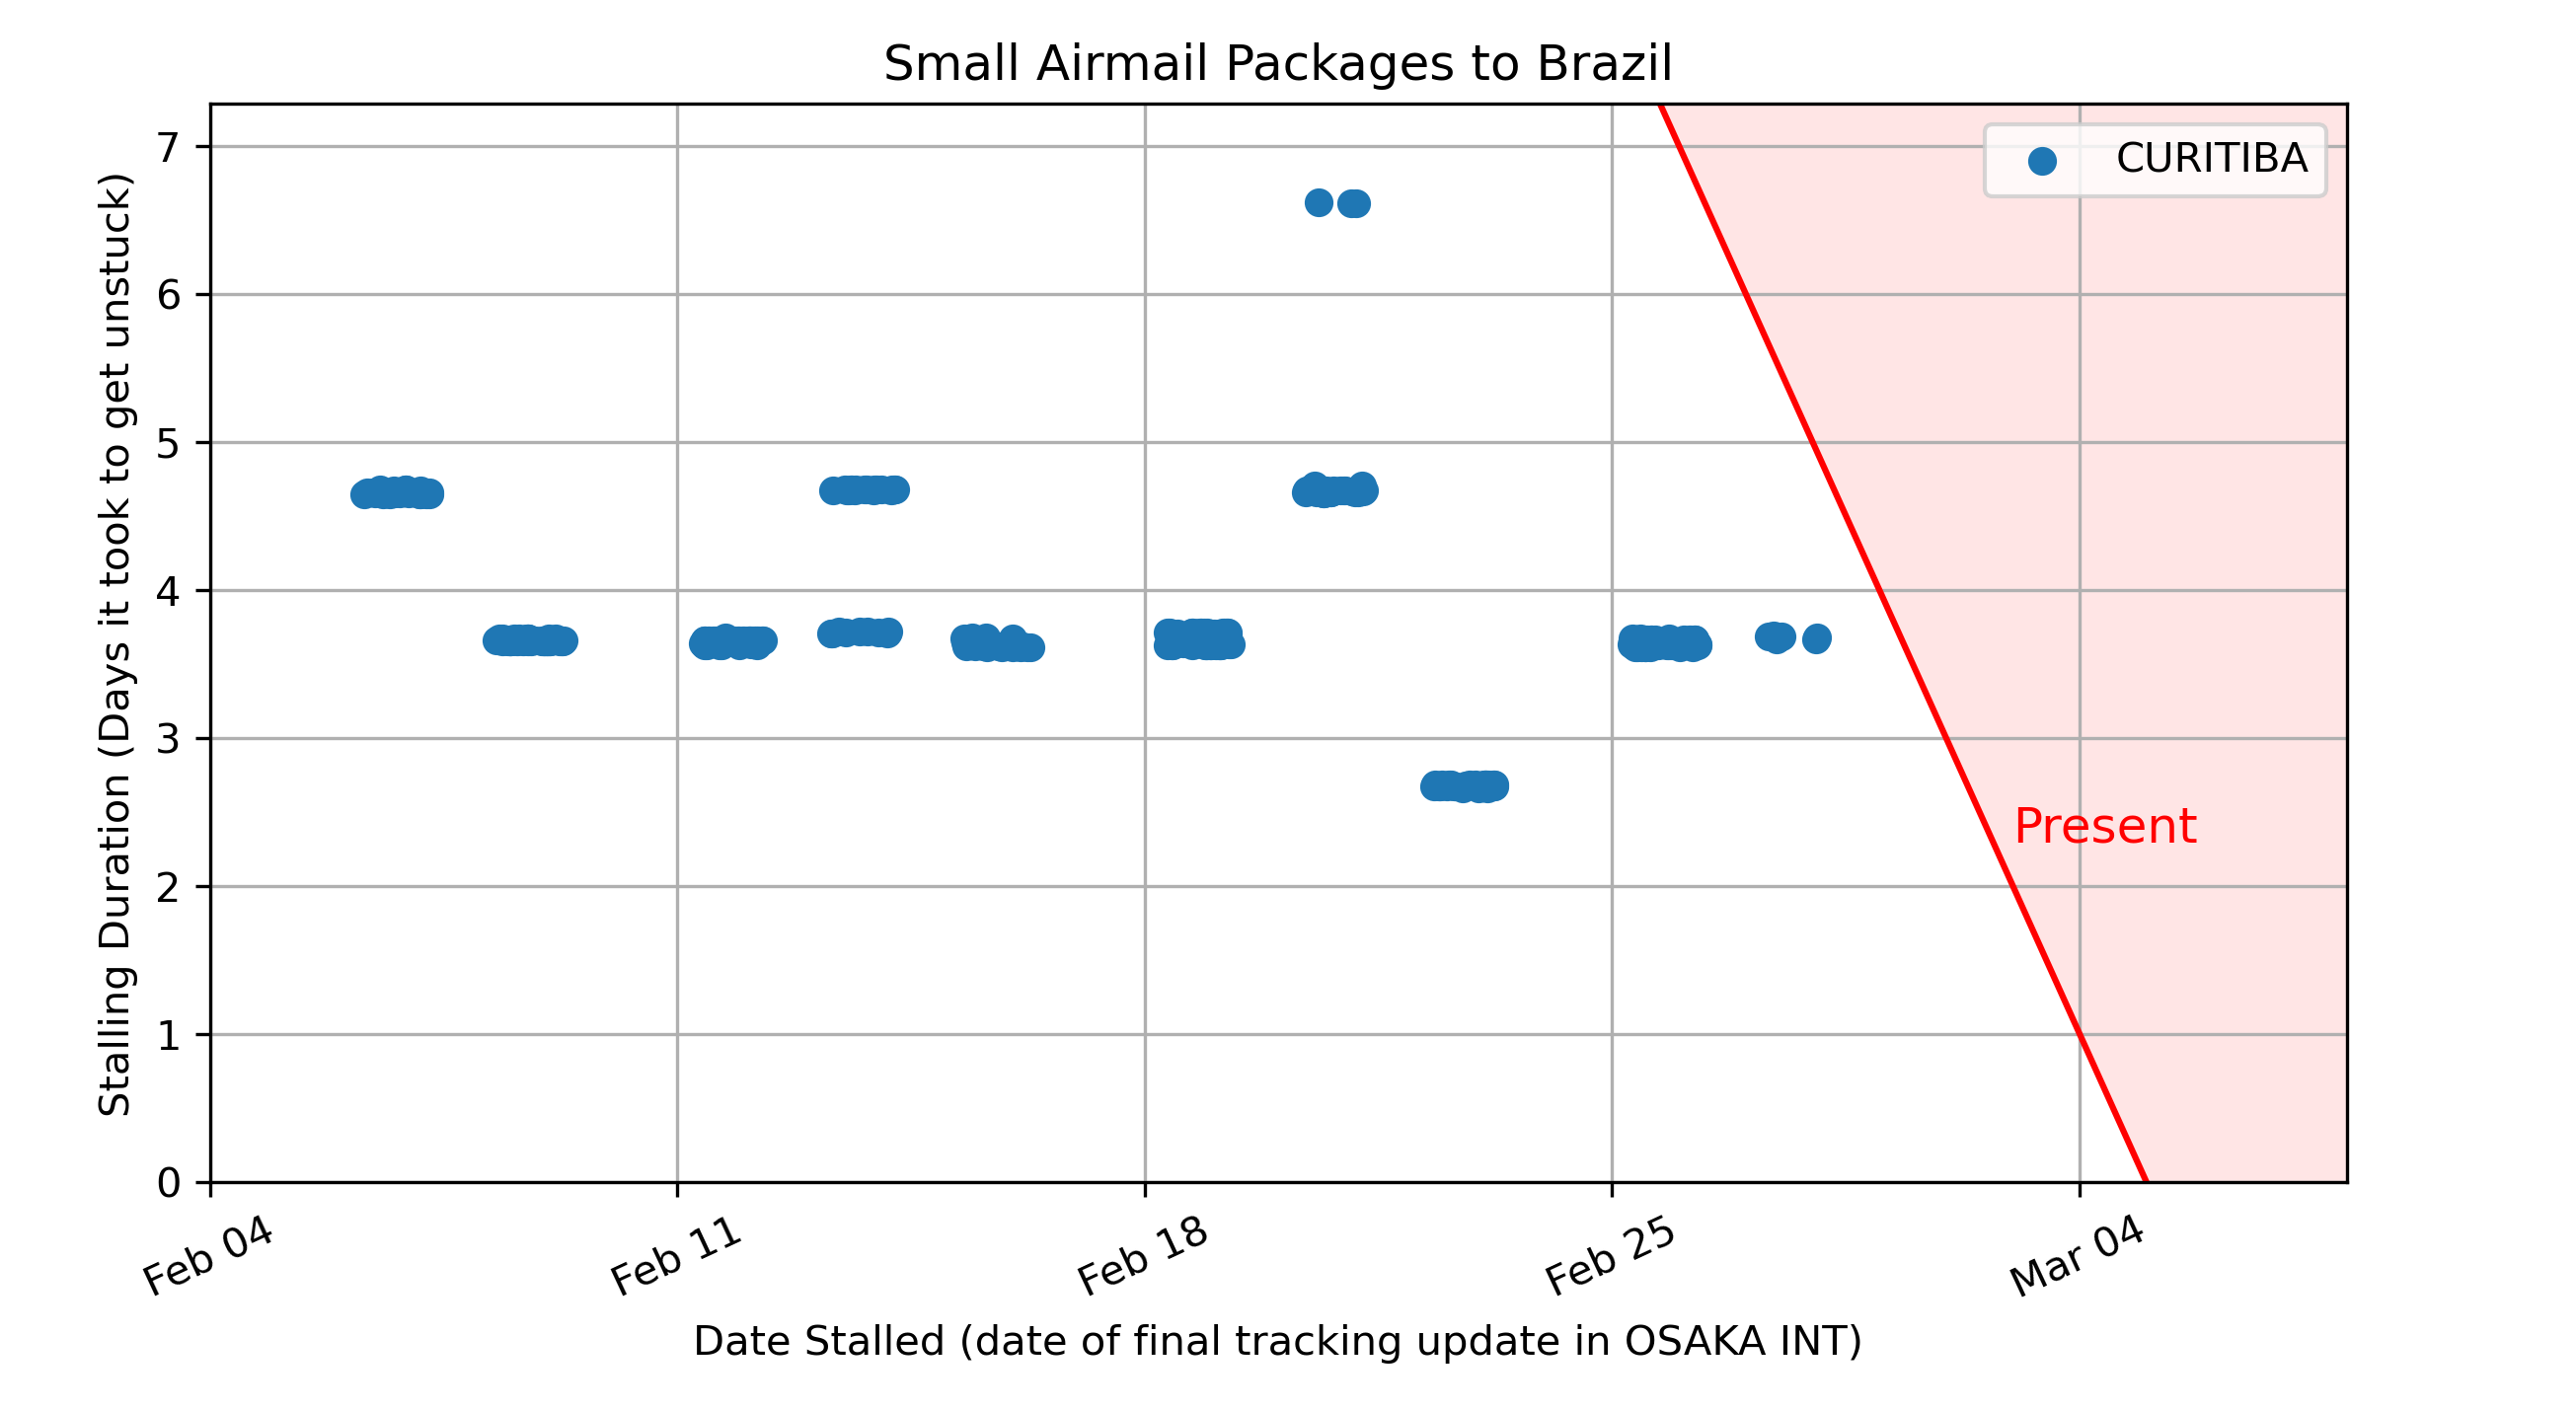 Small Airmail Packages to Brazil
CURITIBA
7
6
5
4
3
2
1
0
Stalling Duration (Days it took to get unstuck)
Present
Feb 04
Feb 11
Feb 18
Feb 25
Mar 04
Date Stalled (date of final tracking update in OSAKA INT)